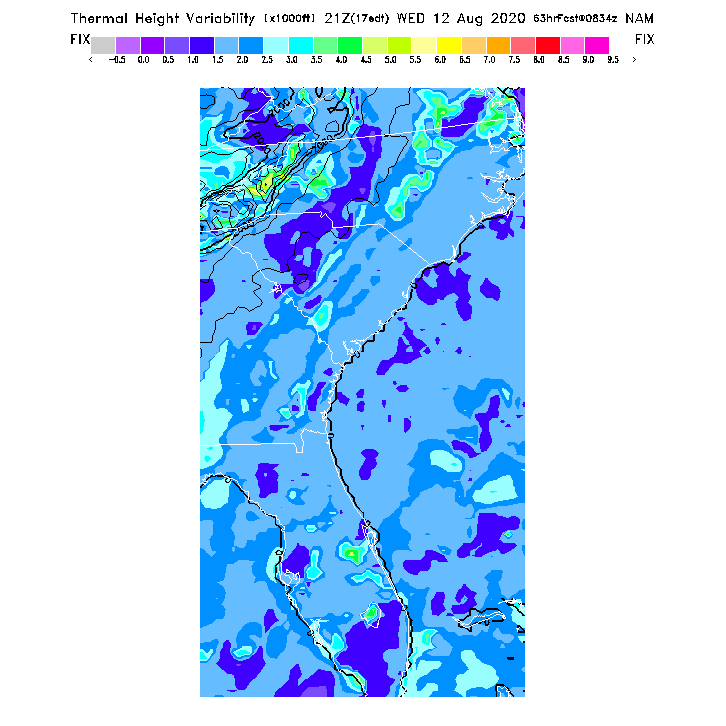 Thermal Height Variability [x1000ft] 21Z(17edt) WED 12 Aug 2020 63hrFcst@0834z NAM
FIX FIX
< -0.5 0.0 0.5 1.0 1.5 2.0 2.5 3.0 3.5 4.0 4.5 5.0 5.5 6.0 6.5 7.0 7.5 8.0 8.5 9.0 9.5 >